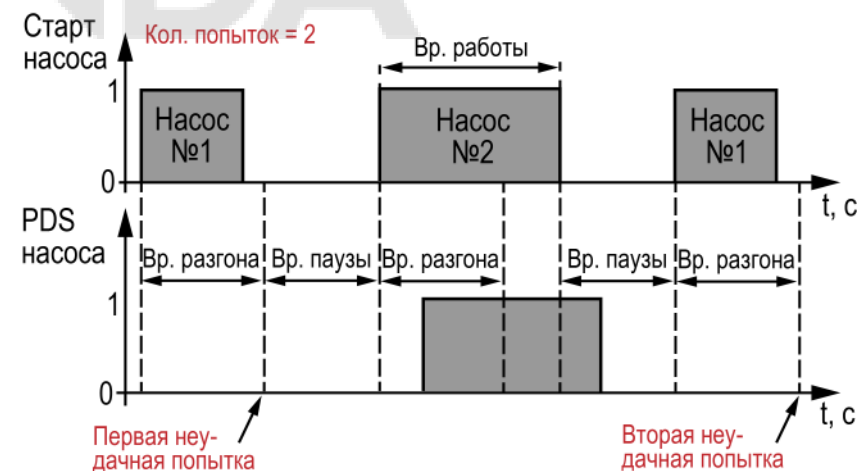 Старт
насоса
Кол. попыток = 2
Вр. работы
1
Насос
№1
Насос
№2
Насос
№1
0
t, с
PDS
насоса
Вр. разгона
Вр. паузы
Вр. разгона
Вр. паузы
Вр. разгона
1
0
t, с
Первая неу-
дачная попытка
Вторая неу-
дачная попытка